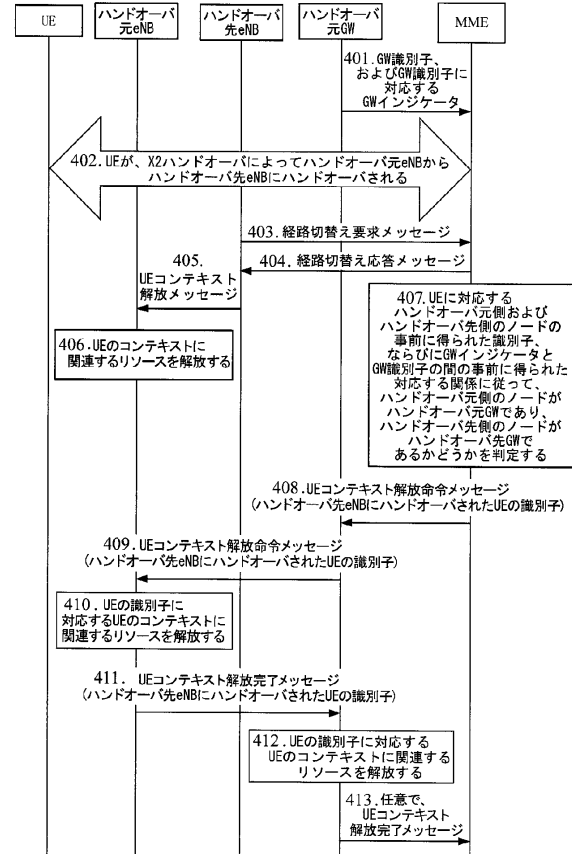 UE
ハンドオーバ
元eNB
ハンドオーバ
先eNB
ハンドオーバ
元GW
MME
401.GW識別子、
およびGW識別子に
対応する
GWインジケータ
402.UEが、X2ハンドオーバによってハンドオーバ元eNBから
ハンドオーバ先eNBにハンドオーバされる
403.経路切替え要求メッセージ
404.経路切替え応答メッセージ
405.
UEコンテキスト
解放メッセージ
406.UEのコンテキストに
関連するリソースを解放する
407.UEに対応する
ハンドオーバ元側および
ハンドオーバ先側のノードの
事前に得られた識別子、
ならびにGWインジケータと
GW識別子の間の事前に得られた
対応する関係に従って、
ハンドオーバ元側のノードが
ハンドオーバ元GWであり、
ハンドオーバ先側のノードが
ハンドオーバ先GWで
あるかどうかを判定する
408.UEコンテキスト解放命令メッセージ
(ハンドオーバ先eNBにハンドオーバされたUEの識別子)
409.UEコンテキスト解放命令メッセージ
(ハンドオーバ先eNBにハンドオーバされたUEの識別子)
410.UEの識別子に
対応するUEのコンテキストに
関連するリソースを解放する
411. UEコンテキスト解放完了メッセージ
(ハンドオーバ先eNBにハンドオーバされたUEの識別子)
412.UEの識別子に対応する
UEのコンテキストに関連する
リソースを解放する
413.任意で、
UEコンテキスト
解放完了メッセージ